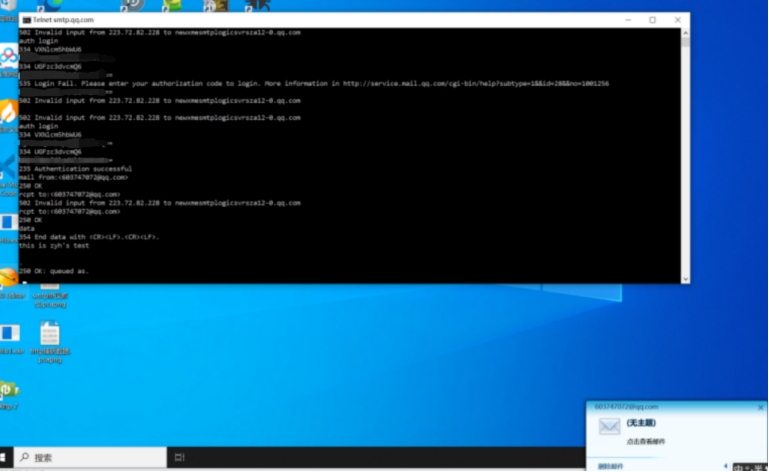 Telnet smtp.qq.com
502 Invalid input from 223.72.82.228 to newxmesmtplogicsvrsza12-0.qq.com
auth login
334 VXNlcm5hbWU6
334 UGFzc3dvcmQ6
535 Login Fail. Please enter your authorization code to login. More information in http://service.mail.qq.com/cgi-bin/help?subtype=1&&id=28&&no=1001256
502 Invalid input from 223.72.82.228 to newxmesmtplogicsvrsza12-0.qq.com
502 Invalid input from 223.72.82.228 to newxmesmtplogicsvrsza12-0.qq.com
auth login
334 VXNlcm5hbWU6
334 UGFzc3dvcmQ6
235 Authentication successful
mail from:<603747072@qq.com>
250 OK
rcpt to:<603747072@qq.com>
502 Invalid input from 223.72.82.228 to newxmesmtplogicsvrsza12-0.qq.com
rcpt to:<603747072@qq.com>
250 OK
data
354 End data with <CR><LF>.<CR><LF>.
this is zyh's test
.
250 OK: queued as.
603747072@qq.com
(无主题)
点击查看邮件
删除邮件
搜索
中